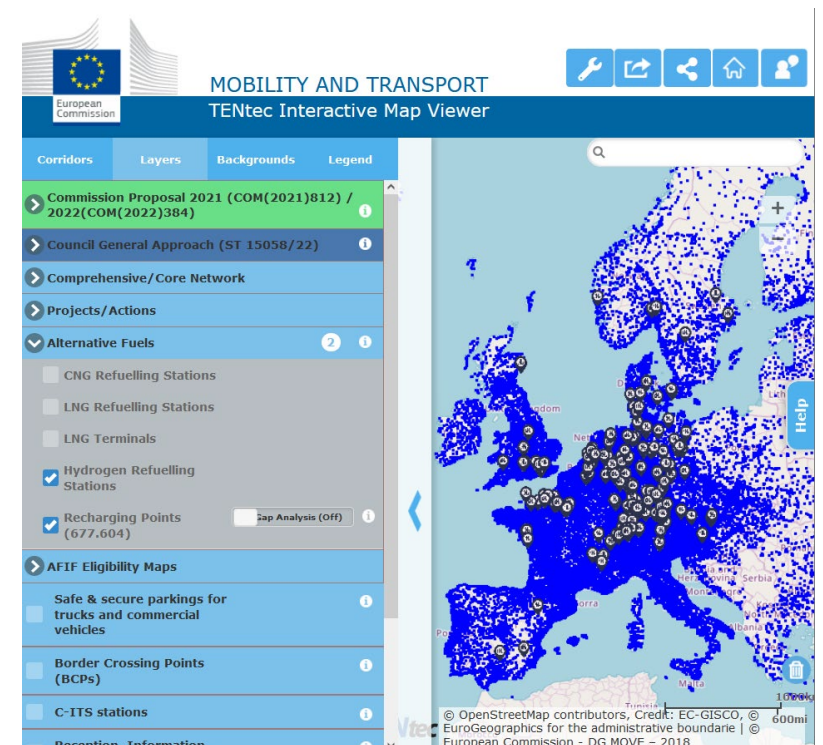 MOBILITY AND TRANSPORT
European
Commission
TENtec Interactive Map Viewer
Corridors Layers Backgrounds Legend
Commission Proposal 2021 (COM(2021)812) /
2022(COM(2022)384)
Council General Approach (ST 15058/22)
Comprehensive/Core Network
Projects/Actions
Alternative Fuels 2
CNG Refuelling Stations
LNG Refuelling Stations
LNG Terminals
Hydrogen Refuelling
Stations
Recharging Points
(677.604)
Gap Analysis (Off)
AFIF Eligibility Maps
Safe & secure parkings for
trucks and commercial
vehicles
Border Crossing Points
(BCPs)
C-ITS stations
Reception, Information
+
−
Help
Serbia
Malta
Tunisia
600mi
© OpenStreetMap contributors, Credit: EC-GISCO, ©
EuroGeographics for the administrative boundarie | ©
European Commission - DG MOVE – 2018